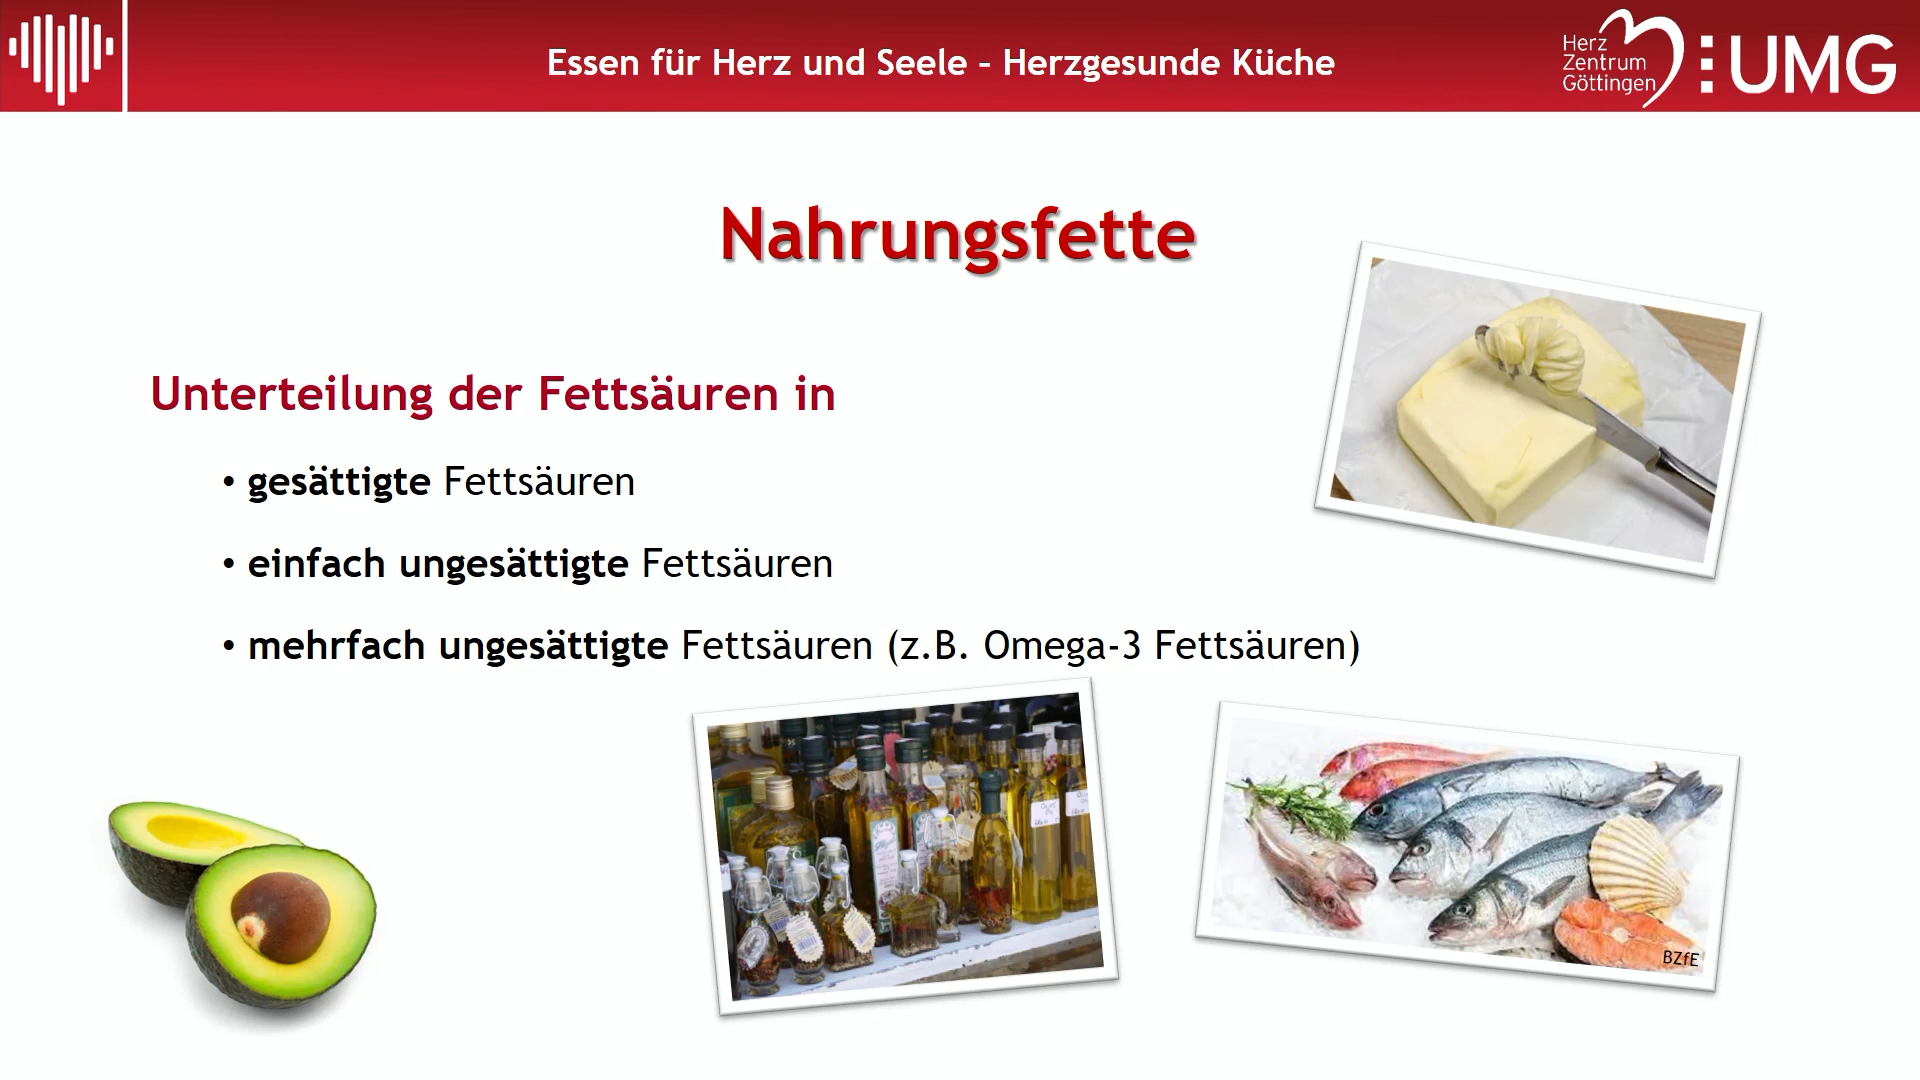 Essen für Herz und Seele – Herzgesunde Küche
Herz
Zentrum
Göttingen
UMG
Nahrungsfette
Unterteilung der Fettsäuren in
• gesättigte Fettsäuren
• einfach ungesättigte Fettsäuren
• mehrfach ungesättigte Fettsäuren (z.B. Omega-3 Fettsäuren)
BZfE